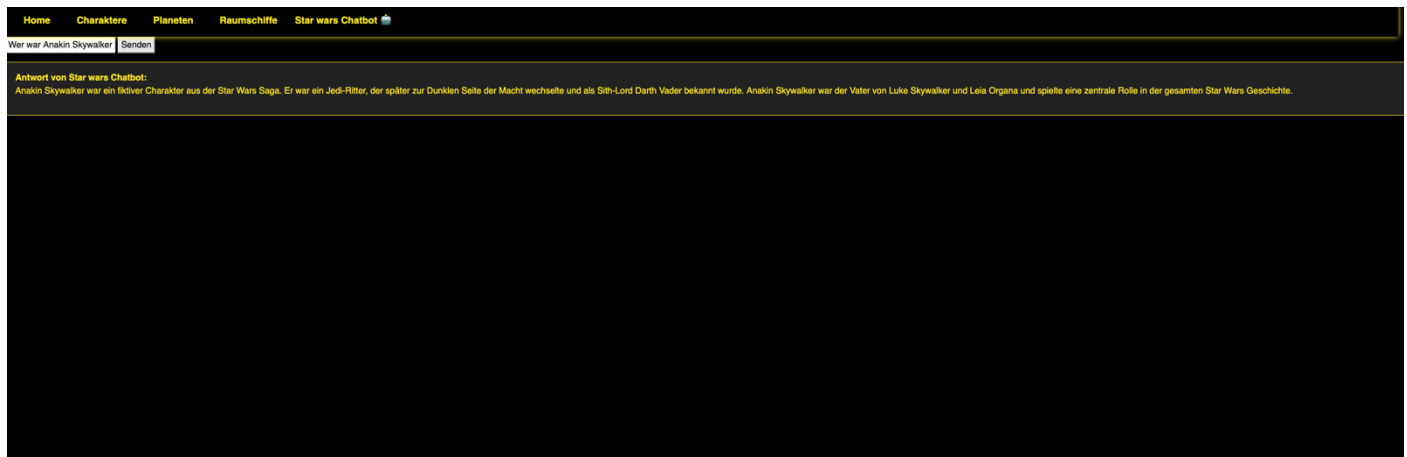 Home Charaktere Planeten Raumschiffe Star wars Chatbot 🤖
Wer war Anakin Skywalker Senden
Antwort von Star wars Chatbot:
Anakin Skywalker war ein fiktiver Charakter aus der Star Wars Saga. Er war ein Jedi-Ritter, der später zur Dunklen Seite der Macht wechselte und als Sith-Lord Darth Vader bekannt wurde. Anakin Skywalker war der Vater von Luke Skywalker und Leia Organa und spielte eine zentrale Rolle in der gesamten Star Wars Geschichte.